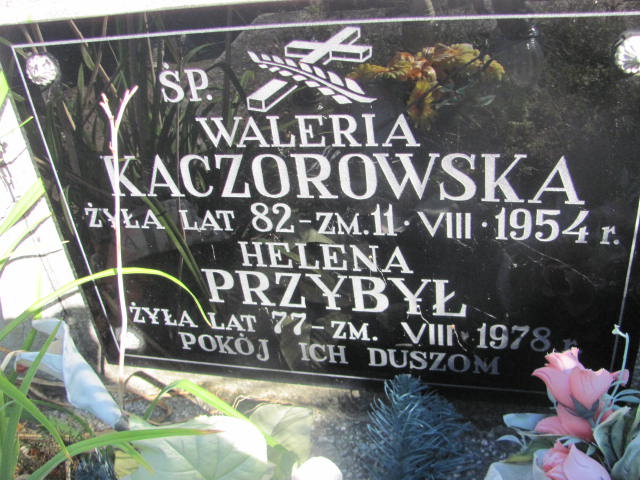 ŚP.
WALERIA
KACZOROWSKA
ŻYŁA LAT 82 - ZM. 11 · VIII · 1954 r.
HELENA
PRZYBYŁ
ŻYŁA LAT 77 - ZM. VIII 1978 r
POKÓJ ICH DUSZOM